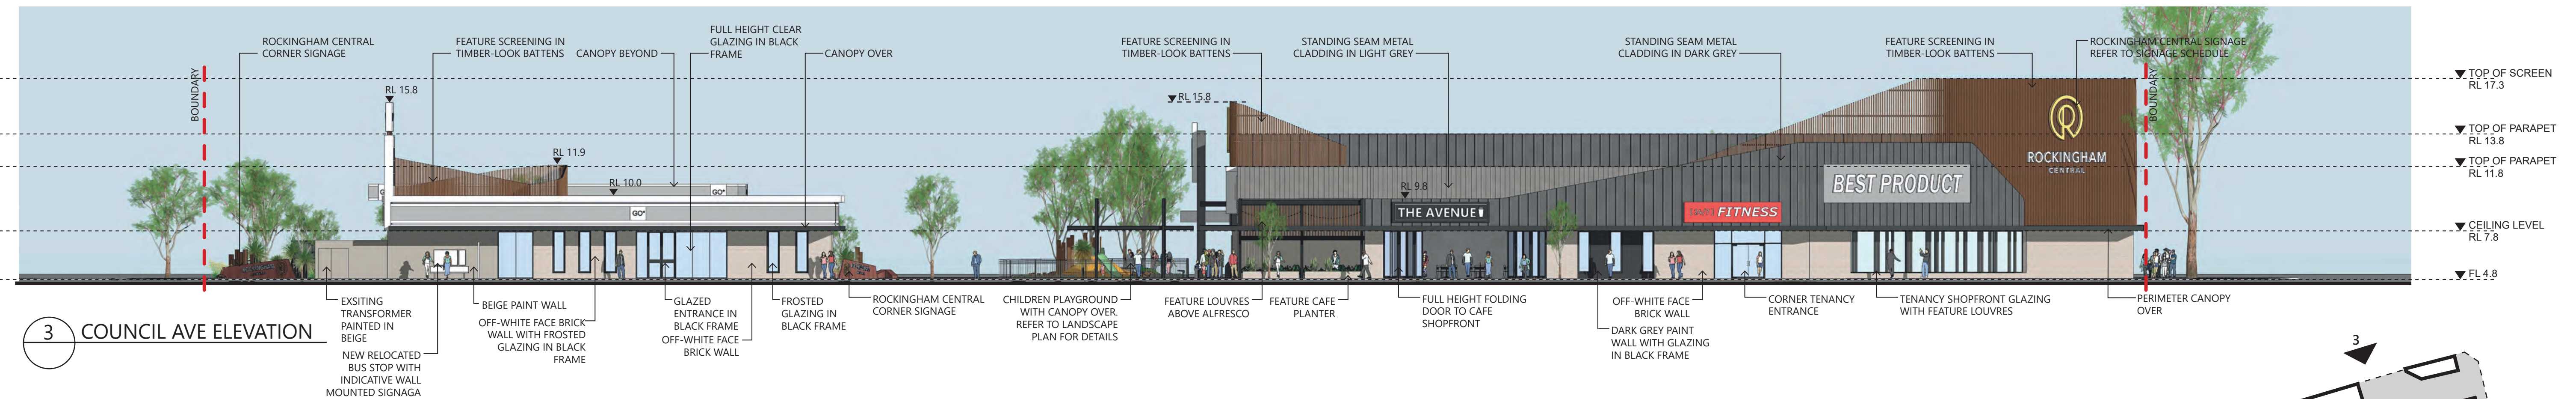 ROCKINGHAM CENTRAL
CORNER SIGNAGE
FEATURE SCREENING IN
TIMBER-LOOK BATTENS
CANOPY BEYOND
FULL HEIGHT CLEAR
GLAZING IN BLACK
FRAME
CANOPY OVER
FEATURE SCREENING IN
TIMBER-LOOK BATTENS
STANDING SEAM METAL
CLADDING IN LIGHT GREY
STANDING SEAM METAL
CLADDING IN DARK GREY
FEATURE SCREENING IN
TIMBER-LOOK BATTENS
ROCKINGHAM CENTRAL SIGNAGE
REFER TO SIGNAGE SCHEDULE
BOUNDARY
BOUNDARY
TOP OF SCREEN
RL 17.3
TOP OF PARAPET
RL 13.8
TOP OF PARAPET
RL 11.8
CEILING LEVEL
RL 7.8
FL 4.8
RL 15.8
RL 11.9
RL 10.0
RL 15.8
RL 9.8
GO
GO
ROCKINGHAM
CENTRAL
BEST PRODUCT
THE AVENUE
FITNESS
EXSITING
TRANSFORMER
PAINTED IN
BEIGE
NEW RELOCATED
BUS STOP WITH
INDICATIVE WALL
MOUNTED SIGNAGA
BEIGE PAINT WALL
OFF-WHITE FACE BRICK
WALL WITH FROSTED
GLAZING IN BLACK
FRAME
GLAZED
ENTRANCE IN
BLACK FRAME
OFF-WHITE FACE
BRICK WALL
FROSTED
GLAZING IN
BLACK FRAME
ROCKINGHAM CENTRAL
CORNER SIGNAGE
CHILDREN PLAYGROUND
WITH CANOPY OVER.
REFER TO LANDSCAPE
PLAN FOR DETAILS
FEATURE LOUVRES
ABOVE ALFRESCO
FEATURE CAFE
PLANTER
FULL HEIGHT FOLDING
DOOR TO CAFE
SHOPFRONT
OFF-WHITE FACE
BRICK WALL
DARK GREY PAINT
WALL WITH GLAZING
IN BLACK FRAME
CORNER TENANCY
ENTRANCE
TENANCY SHOPFRONT GLAZING
WITH FEATURE LOUVRES
PERIMETER CANOPY
OVER
3 COUNCIL AVE ELEVATION
3